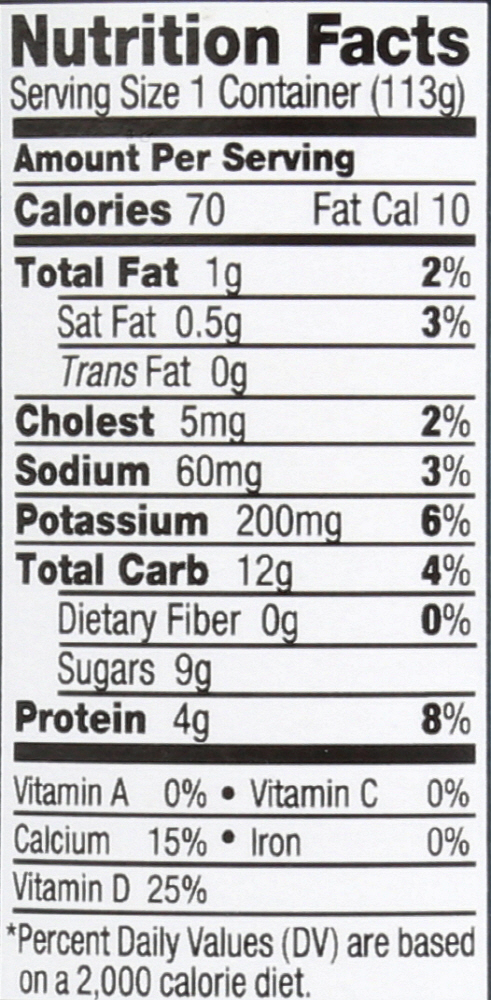 Nutrition Facts
Serving Size 1 Container (113g)
Amount Per Serving
Calories 70 Fat Cal 10
Total Fat 1g 2%
Sat Fat 0.5g 3%
Trans Fat 0g
Cholest 5mg 2%
Sodium 60mg 3%
Potassium 200mg 6%
Total Carb 12g 4%
Dietary Fiber 0g 0%
Sugars 9g
Protein 4g 8%
Vitamin A 0% • Vitamin C 0%
Calcium 15% • Iron 0%
Vitamin D 25%
*Percent Daily Values (DV) are based
on a 2,000 calorie diet.